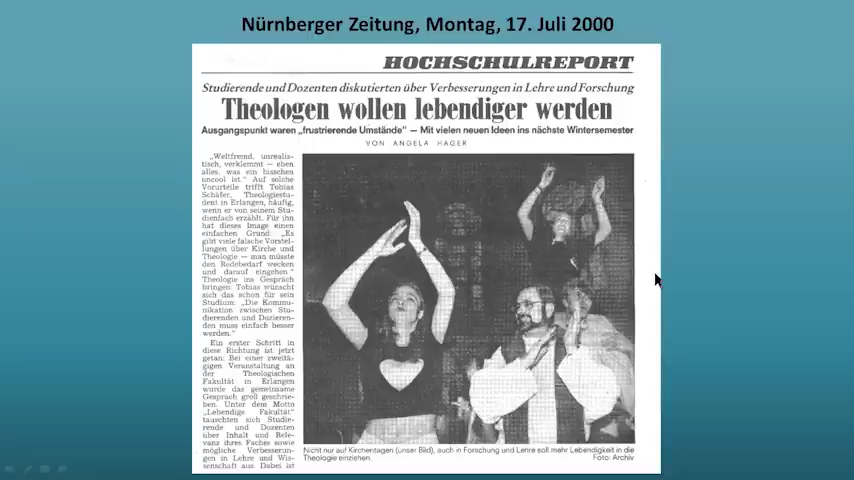 Nürnberger Zeitung, Montag, 17. Juli 2000
HOCHSCHULREPORT
Studierende und Dozenten diskutierten über Verbesserungen in Lehre und Forschung
Theologen wollen lebendiger werden
Ausgangspunkt waren „frustrierende Umstände“ – Mit vielen neuen Ideen ins nächste Wintersemester
VON ANGELA HAGER
„Weltfremd, unrealis-
tisch, verklemmt — eben
alles, was ein bisschen
uncool ist.“ Auf solche
Vorurteile trifft Tobias
Schäfer, Theologiestu-
dent in Erlangen, häufig,
wenn er von seinem Stu-
dienfach erzählt. Für ihn
hat dieses Image einen
einfachen Grund: „Es
gibt viele falsche Vorstel-
lungen über Kirche und
Theologie — man müsste
den Redebedarf wecken
und darauf eingehen“
Theologie ins Gespräch
bringen: Tobias wünscht
sich das schon für sein
Studium: „Die Kommu-
nikation zwischen Stu-
dierenden und Dozieren-
den muss einfach besser
werden.“
Ein erster Schritt in
diese Richtung ist jetzt
getan: Bei einer zweitä-
gigen Veranstaltung an
der Theologischen
Fakultät in Erlangen
wurde das gemeinsame
Gespräch groß geschrie-
ben. Unter dem Motto
„Lebendige Fakultät“
tauschten sich Studie-
rende und Dozenten
über Inhalt und Rele-
vanz ihres Faches sowie
mögliche Verbesserun-
gen in Lehre und Wis-
senschaft aus Dabei ist
Nicht nur auf Kirchentagen (unser Bild), auch in Forschung und Lehre soll mehr Lebendigkeit in die
Theologie einziehen. Foto: Archiv